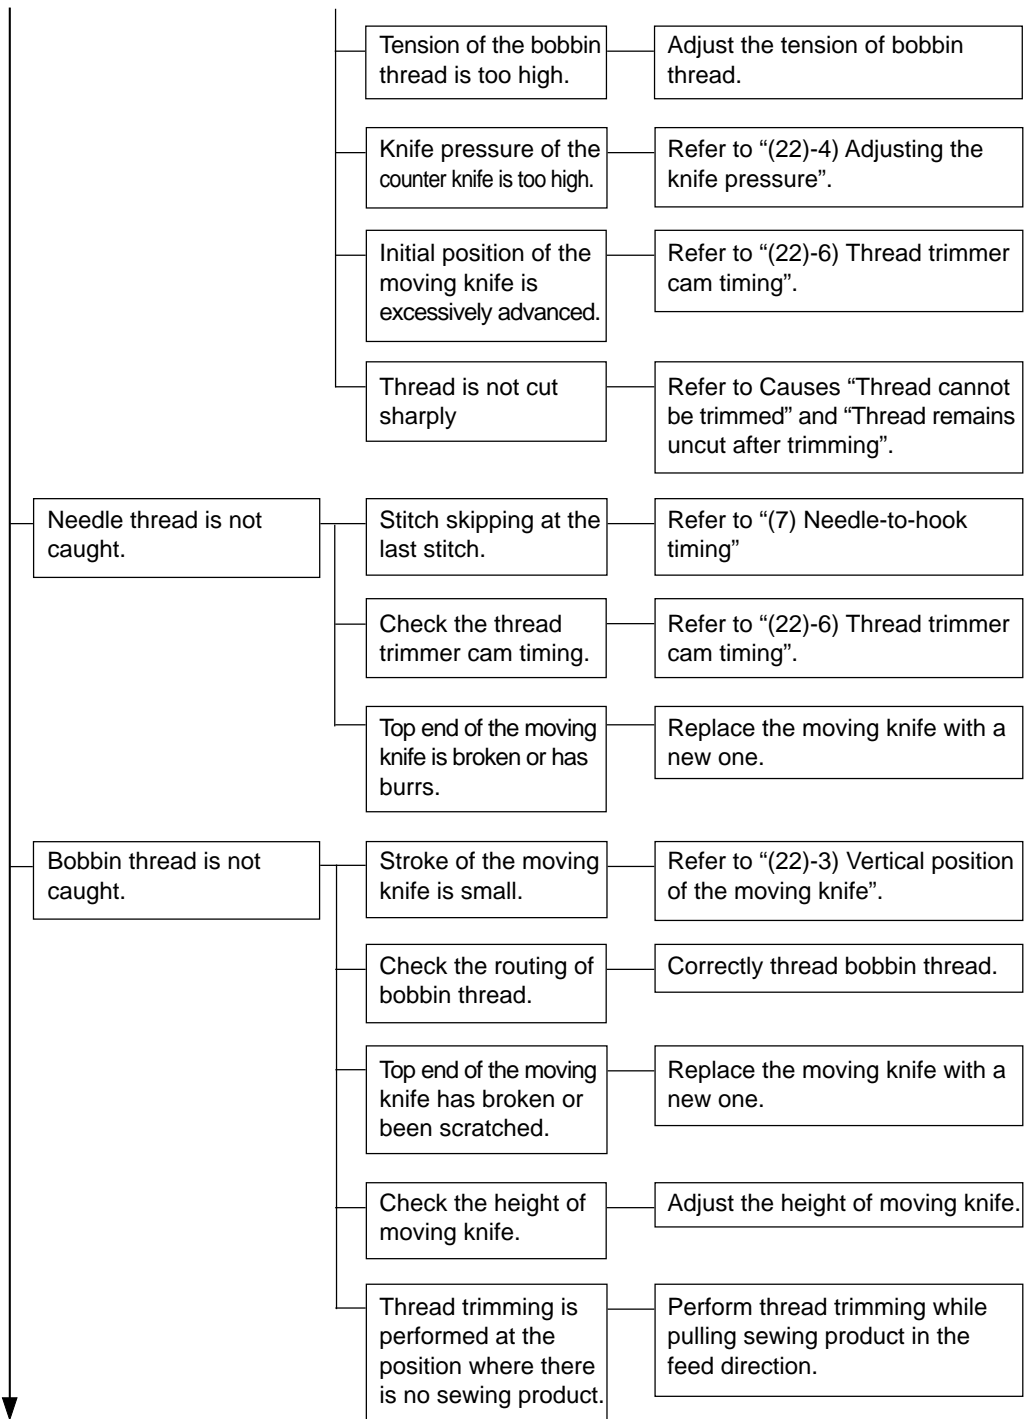 Tension of the bobbin
thread is too high.
Adjust the tension of bobbin
thread.
Knife pressure of the
counter knife is too high.
Refer to “(22)-4) Adjusting the
knife pressure”.
Initial position of the
moving knife is
excessively advanced.
Refer to “(22)-6) Thread trimmer
cam timing”.
Thread is not cut
sharply
Refer to Causes “Thread cannot
be trimmed” and “Thread remains
uncut after trimming”.
Needle thread is not
caught.
Stitch skipping at the
last stitch.
Refer to “(7) Needle-to-hook
timing”
Check the thread
trimmer cam timing.
Refer to “(22)-6) Thread trimmer
cam timing”.
Top end of the moving
knife is broken or has
burrs.
Replace the moving knife with a
new one.
Bobbin thread is not
caught.
Stroke of the moving
knife is small.
Refer to “(22)-3) Vertical position
of the moving knife”.
Check the routing of
bobbin thread.
Correctly thread bobbin thread.
Top end of the moving
knife has broken or
been scratched.
Replace the moving knife with a
new one.
Check the height of
moving knife.
Adjust the height of moving knife.
Thread trimming is
performed at the
position where there
is no sewing product.
Perform thread trimming while
pulling sewing product in the
feed direction.